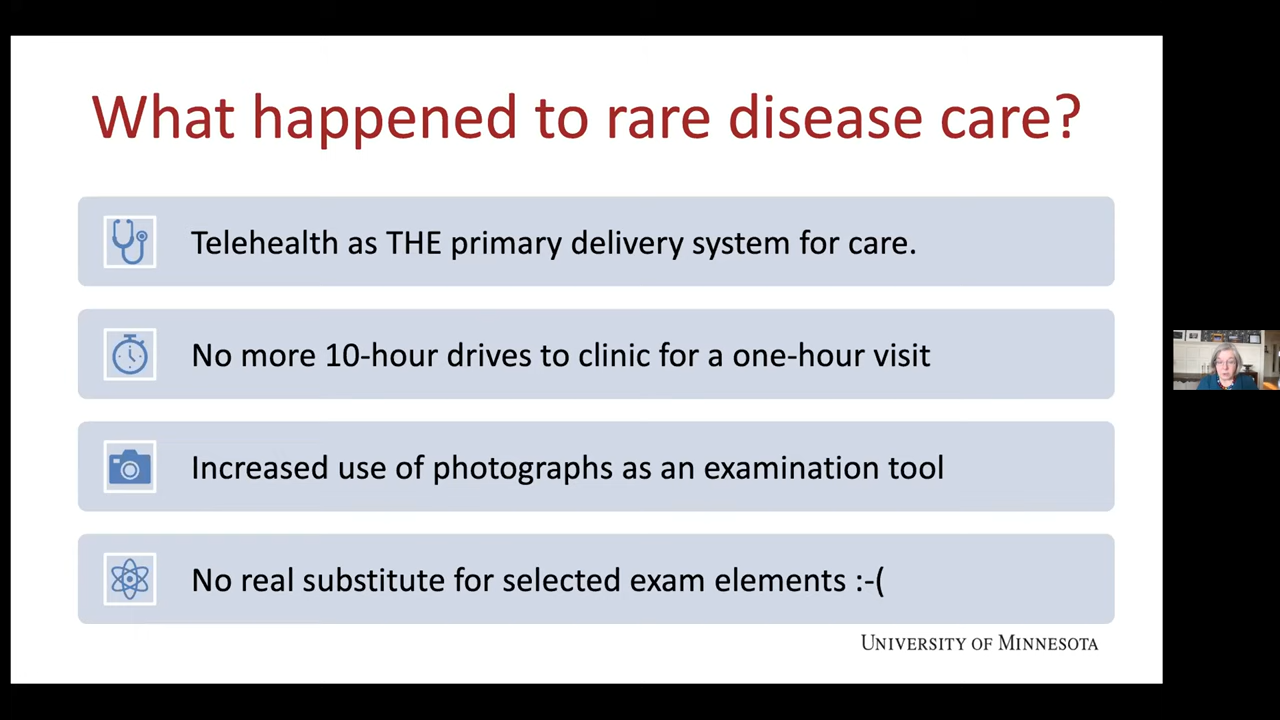 What happened to rare disease care?
Telehealth as THE primary delivery system for care.
No more 10-hour drives to clinic for a one-hour visit
Increased use of photographs as an examination tool
No real substitute for selected exam elements :-(
UNIVERSITY OF MINNESOTA